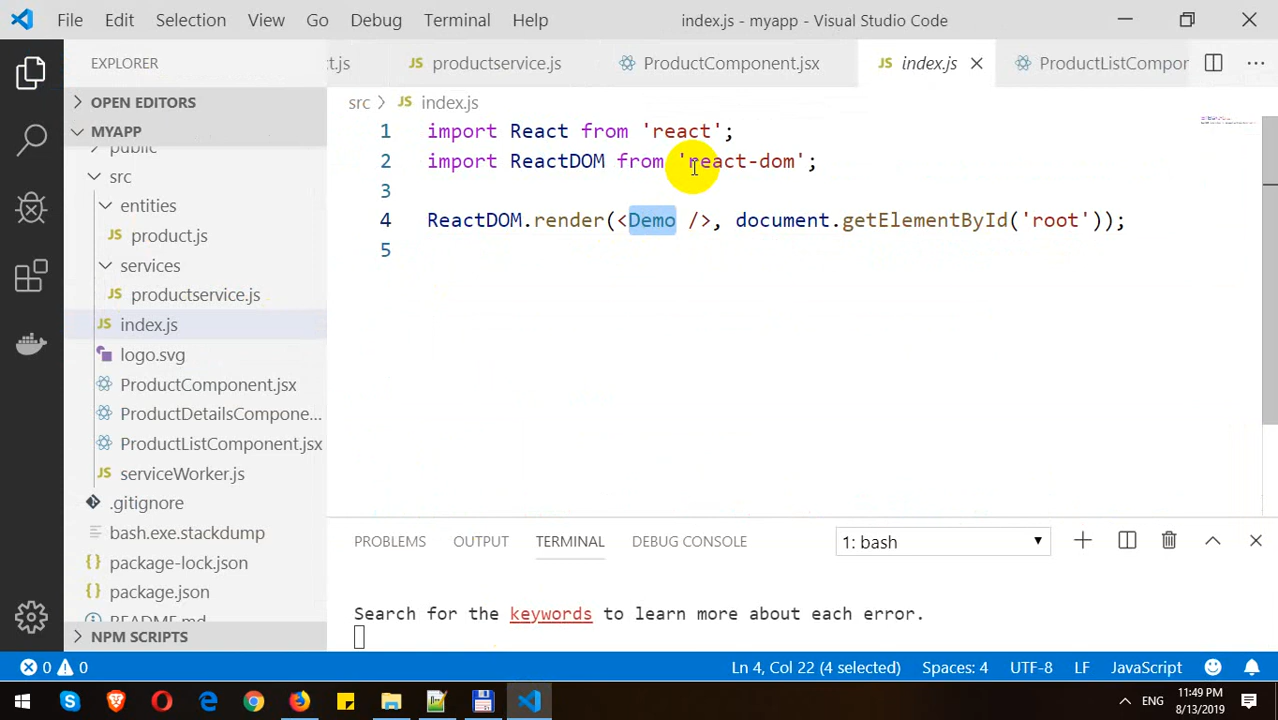 File Edit Selection View Go Debug Terminal Help index.js - myapp - Visual Studio Code
EXPLORER
OPEN EDITORS
MYAPP
public
src
entities
product.js
services
productservice.js
index.js
logo.svg
ProductComponent.jsx
ProductDetailsCompone...
ProductListComponent.jsx
serviceWorker.js
.gitignore
bash.exe.stackdump
package-lock.json
package.json
README.md
NPM SCRIPTS
ct.js JS productservice.js ProductComponent.jsx JS index.js ProductListCompor
src JS index.js
1 import React from 'react';
2 import ReactDOM from 'react-dom';
3
4 ReactDOM.render(<Demo />, document.getElementById('root'));
5
PROBLEMS OUTPUT TERMINAL DEBUG CONSOLE 1: bash
Search for the keywords to learn more about each error.
0 0 Ln 4, Col 22 (4 selected) Spaces: 4 UTF-8 LF JavaScript
ENG 11:49 PM
8/13/2019